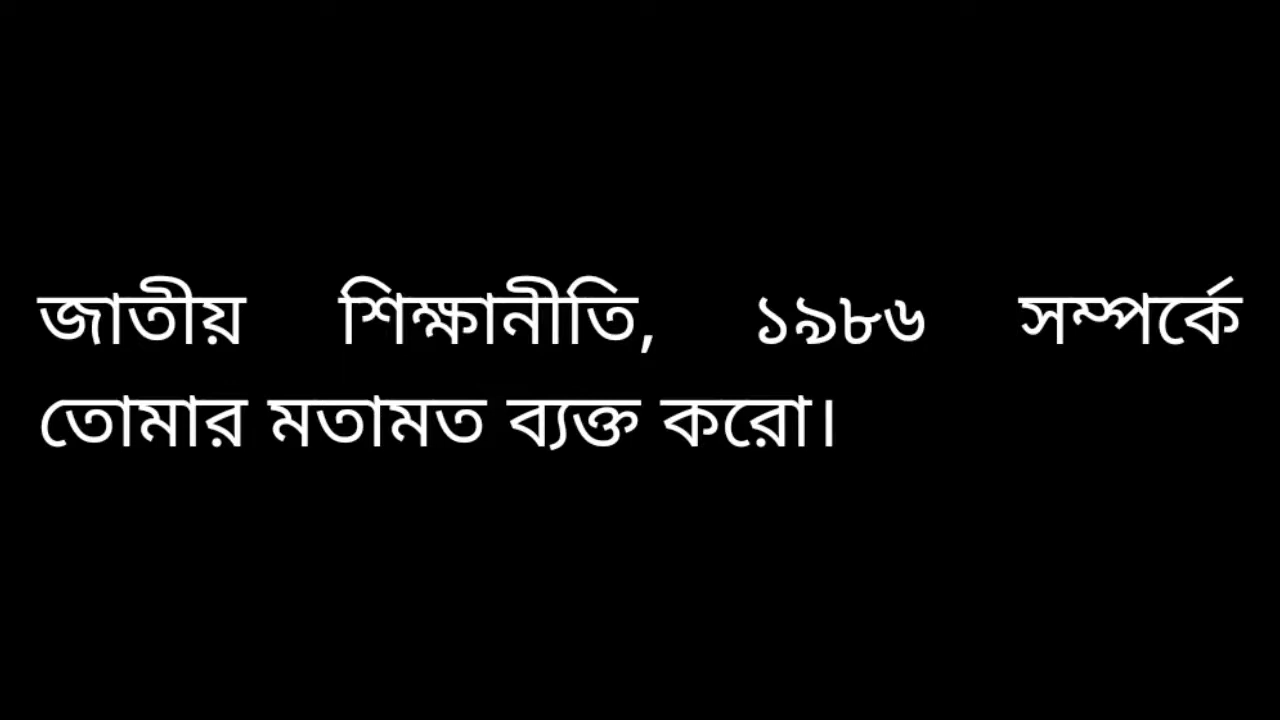 জাতীয় শিক্ষানীতি, ১৯৮৬ সম্পর্কে
তোমার মতামত ব্যক্ত করো।